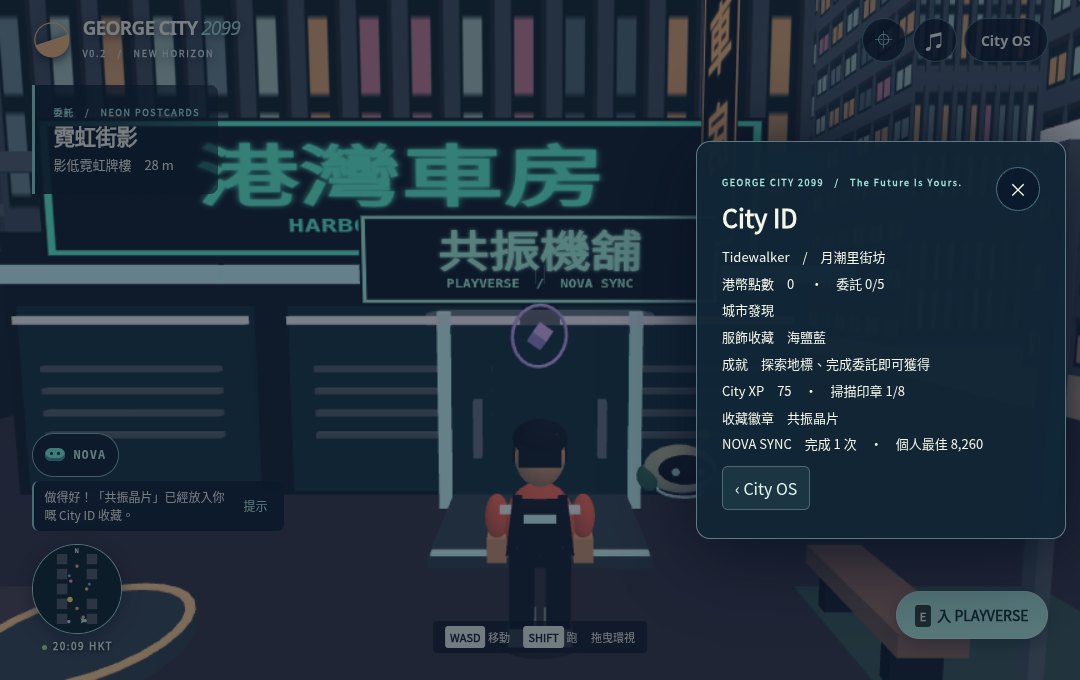 GEORGE CITY 2099
V0.2 / NEW HORIZON
City OS
委託 / NEON POSTCARDS
霓虹街影
影低霓虹牌樓 28 m
車房
港灣車房
共振機舖
PLAYVERSE / NOVA SYNC
GEORGE CITY 2099 / The Future Is Yours.
City ID
Tidewalker / 月潮里街坊
港幣點數 0 · 委託 0/5
城市發現
服飾收藏 海鹽藍
成就 探索地標、完成委託即可獲得
City XP 75 · 掃描印章 1/8
收藏徽章 共振晶片
NOVA SYNC 完成 1 次 · 個人最佳 8,260
‹ City OS
NOVA
做得好！「共振晶片」已經放入你
嘅 City ID 收藏。
提示
N
20:09 HKT
WASD 移動 SHIFT 跑 拖曳環視
E 入 PLAYVERSE